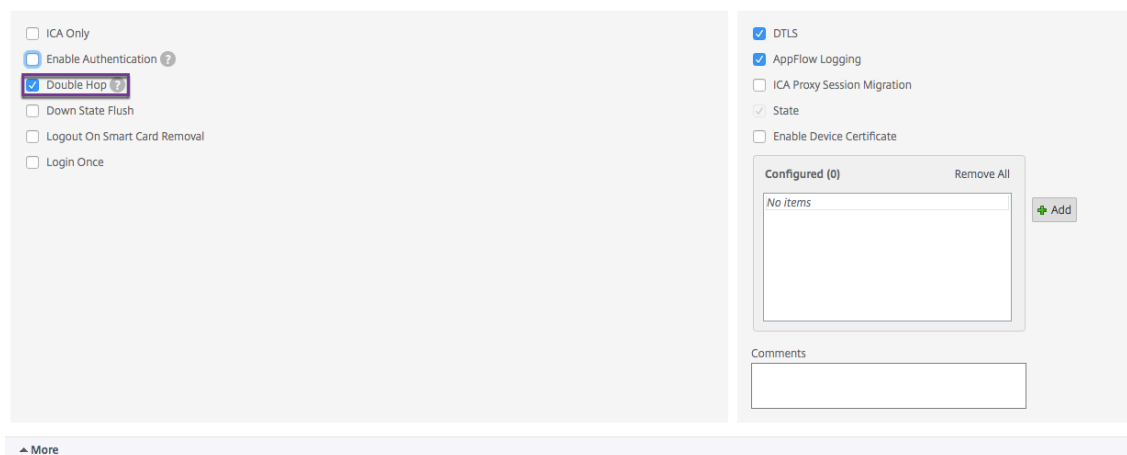 ICA Only
Enable Authentication ?
Double Hop ?
Down State Flush
Logout On Smart Card Removal
Login Once
DTLS
AppFlow Logging
ICA Proxy Session Migration
State
Enable Device Certificate
Configured (0) Remove All
No items
Add
Comments
More